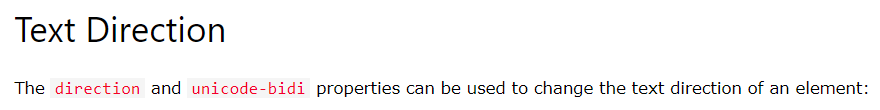 Text Direction
The direction and unicode-bidi properties can be used to change the text direction of an element: